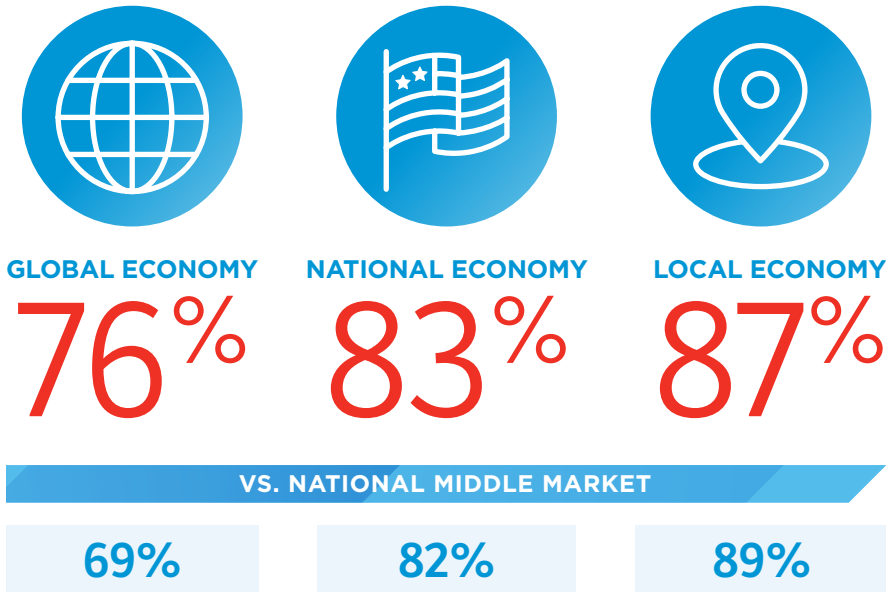 GLOBAL ECONOMY
76%
NATIONAL ECONOMY
83%
LOCAL ECONOMY
87%
VS. NATIONAL MIDDLE MARKET
69%
82%
89%